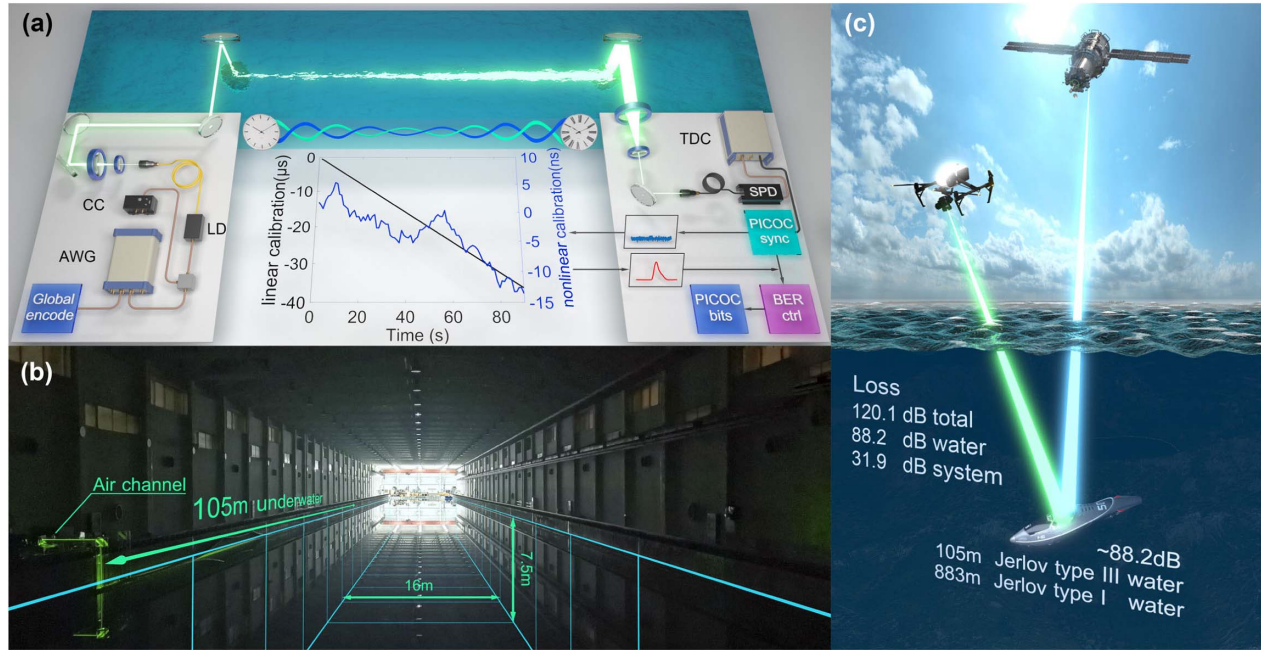 (a)
CC
AWG
LD
Global
encode
linear calibration(μs)
0
-10
-20
-30
-40
0
20
40
60
80
Time (s)
10
5
0
-5
-10
-15
nonlinear calibration(ns)
TDC
SPD
PICOC
sync
PICOC
bits
BER
ctrl
(b)
Air channel
105m underwater
16m
7.5m
(c)
Loss
120.1 dB total
88.2 dB water
31.9 dB system
~88.2dB
105m Jerlov type III water
883m Jerlov type I water